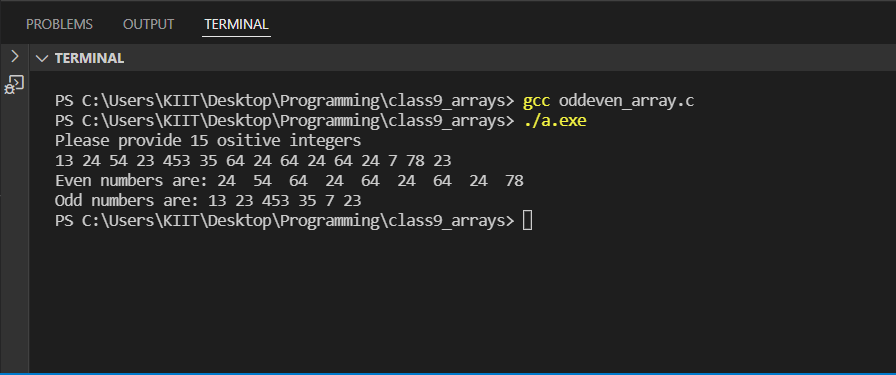 PROBLEMS OUTPUT TERMINAL
TERMINAL
PS C:\Users\KIIT\Desktop\Programming\class9_arrays> gcc oddeven_array.c
PS C:\Users\KIIT\Desktop\Programming\class9_arrays> ./a.exe
Please provide 15 ositive integers
13 24 54 23 453 35 64 24 64 24 64 24 7 78 23
Even numbers are: 24  54  64  24  64  24  64  24  78
Odd numbers are: 13 23 453 35 7 23
PS C:\Users\KIIT\Desktop\Programming\class9_arrays>